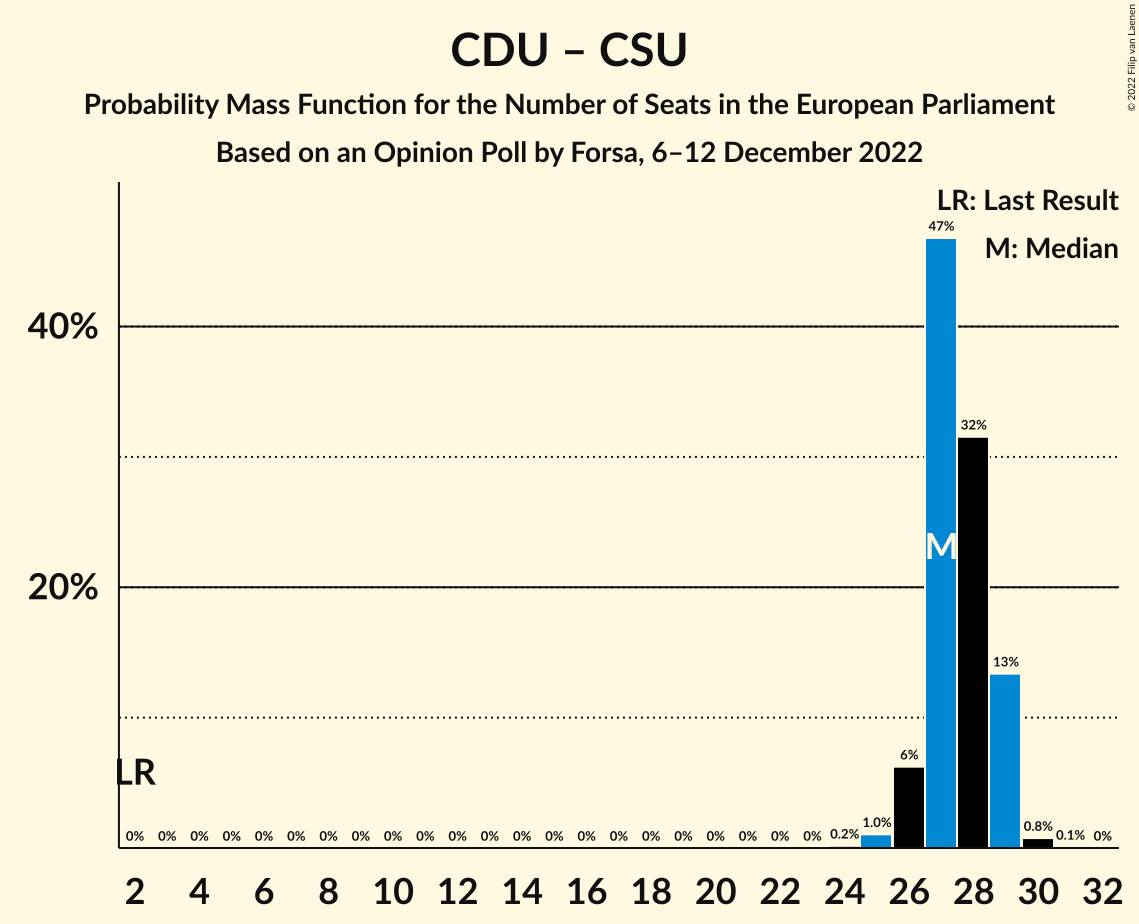 CDU – CSU
Probability Mass Function for the Number of Seats in the European Parliament
Based on an Opinion Poll by Forsa, 6–12 December 2022
© 2022 Filip van Laenen
LR: Last Result
M: Median
47%
40%
32%
M
20%
13%
6%
LR
0% 0% 0% 0% 0% 0% 0% 0% 0% 0% 0% 0% 0% 0% 0% 0% 0% 0% 0% 0% 0% 0% 0.2% 1.0% 0.8% 0.1% 0%
2 4 6 8 10 12 14 16 18 20 22 24 26 28 30 32